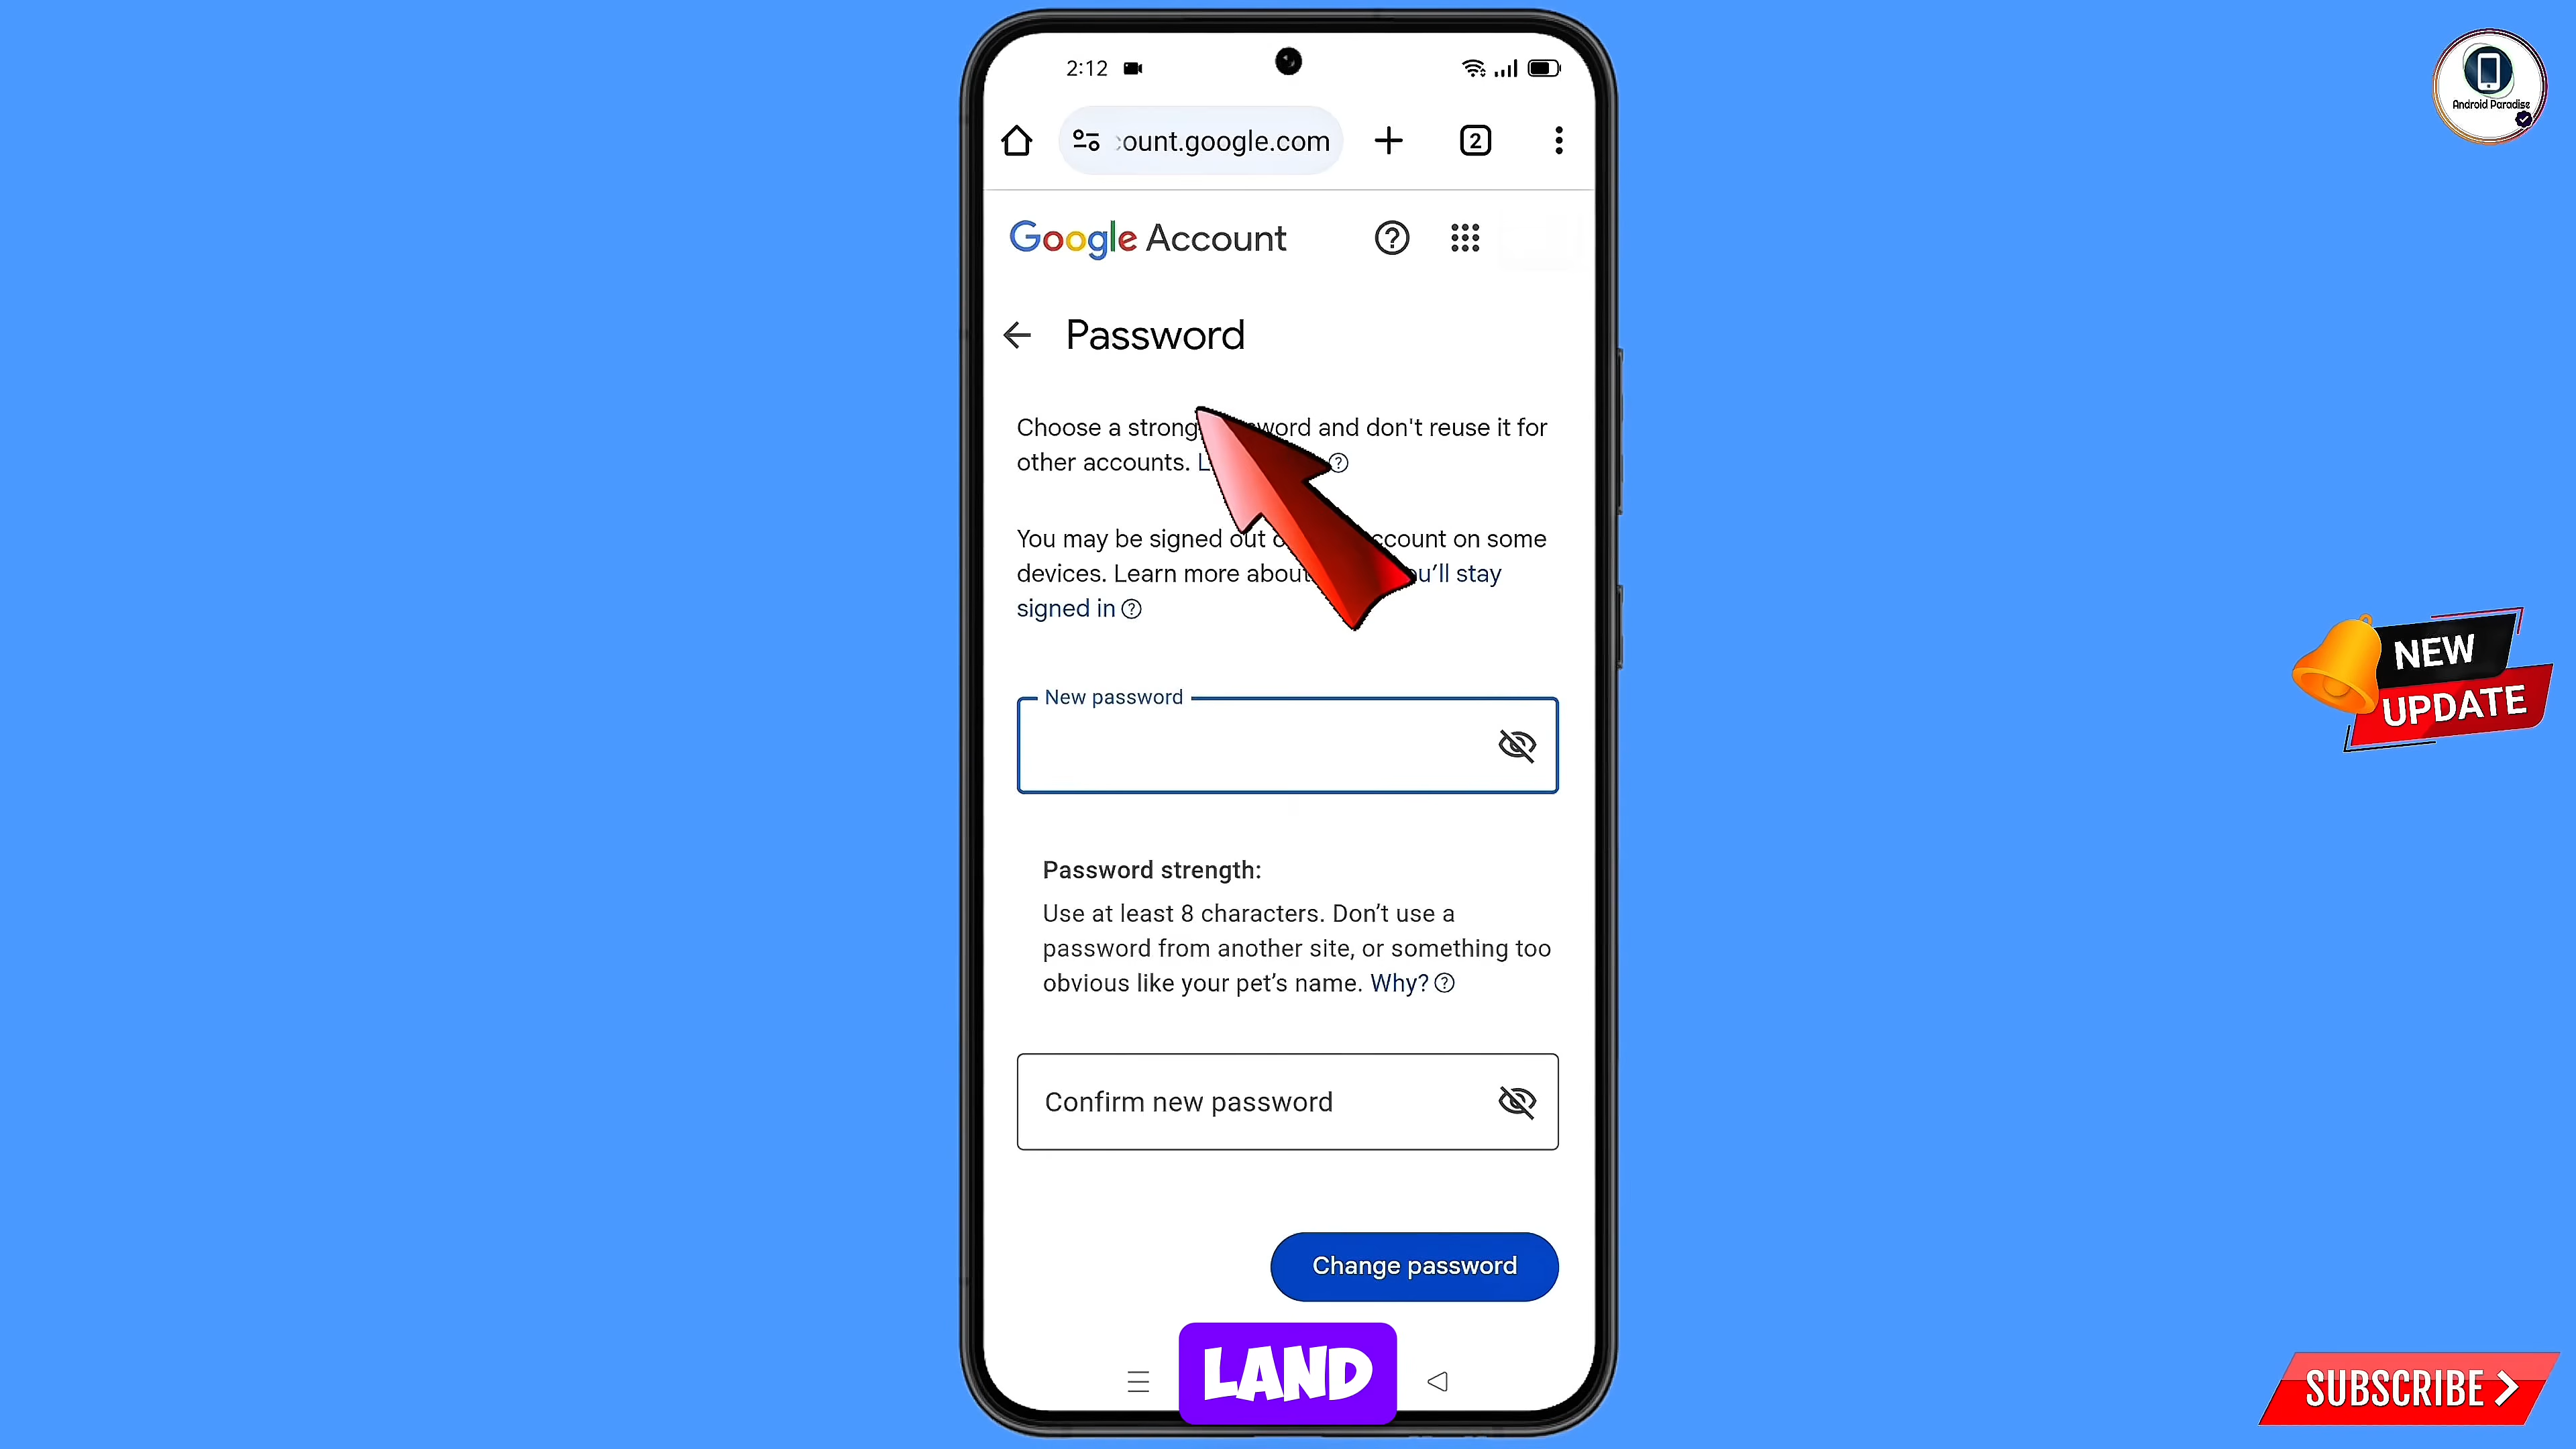 2:12
ount.google.com
2
Google Account
Password
Choose a strong word and don't reuse it for
other accounts.
You may be signed out account on some
devices. Learn more about u'll stay
signed in
New password
Password strength:
Use at least 8 characters. Don't use a
password from another site, or something too
obvious like your pet's name. Why?
Confirm new password
Change password
LAND
Android Paradise
NEW
UPDATE
SUBSCRIBE